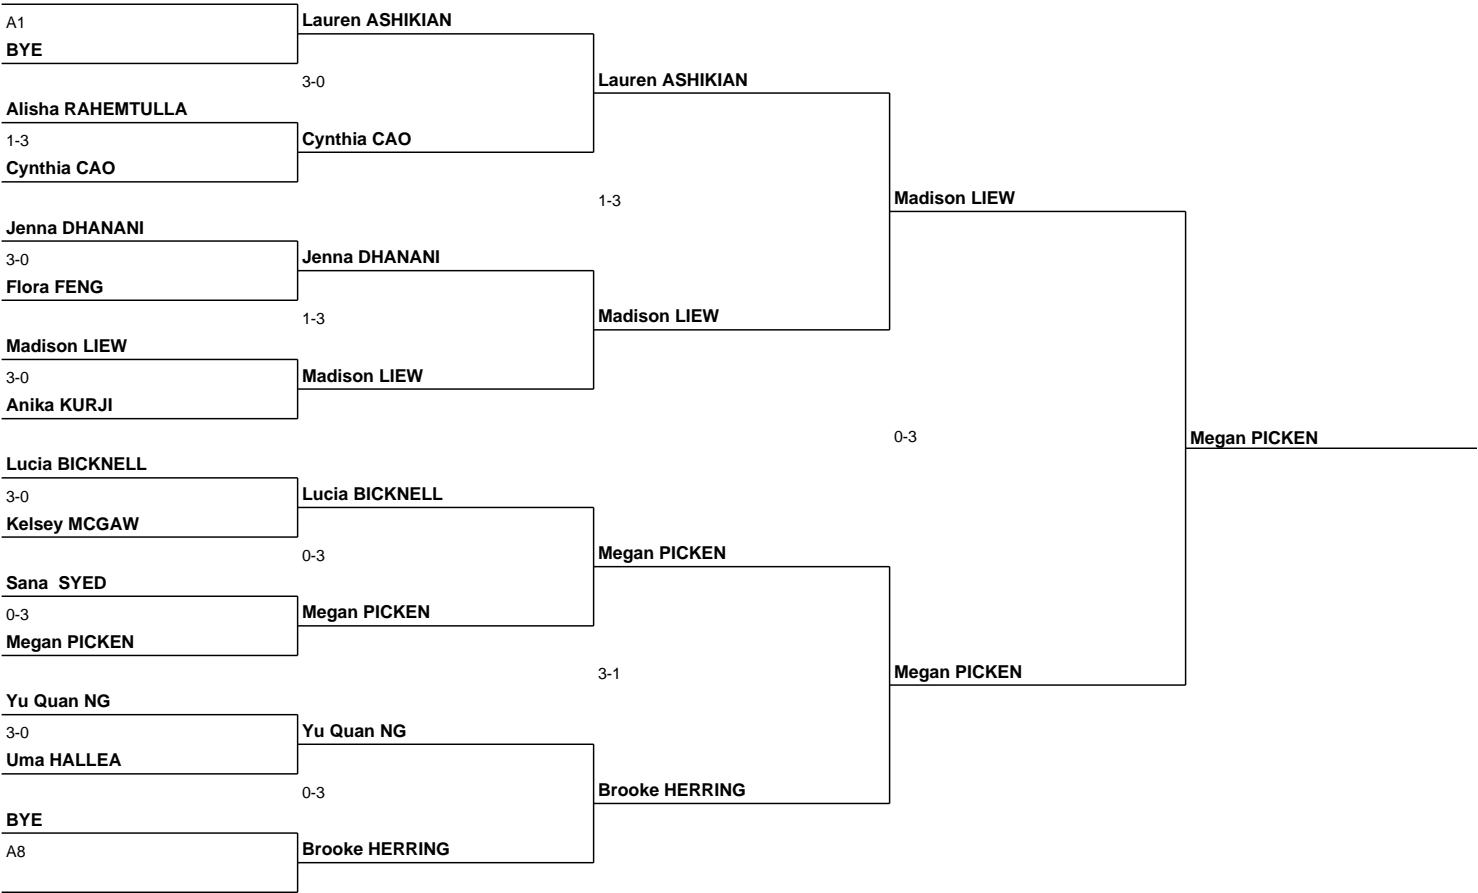 A1
BYE
Lauren ASHIKIAN
3-0
Alisha RAHEMTULLA
1-3
Cynthia CAO
Cynthia CAO
Lauren ASHIKIAN
1-3
Jenna DHANANI
3-0
Flora FENG
Jenna DHANANI
1-3
Madison LIEW
3-0
Anika KURJI
Madison LIEW
Madison LIEW
Madison LIEW
0-3
Lucia BICKNELL
3-0
Kelsey MCGAW
Lucia BICKNELL
0-3
Sana  SYED
0-3
Megan PICKEN
Megan PICKEN
Megan PICKEN
3-1
Yu Quan NG
3-0
Uma HALLEA
Yu Quan NG
0-3
BYE
A8
Brooke HERRING
Brooke HERRING
Megan PICKEN
Megan PICKEN